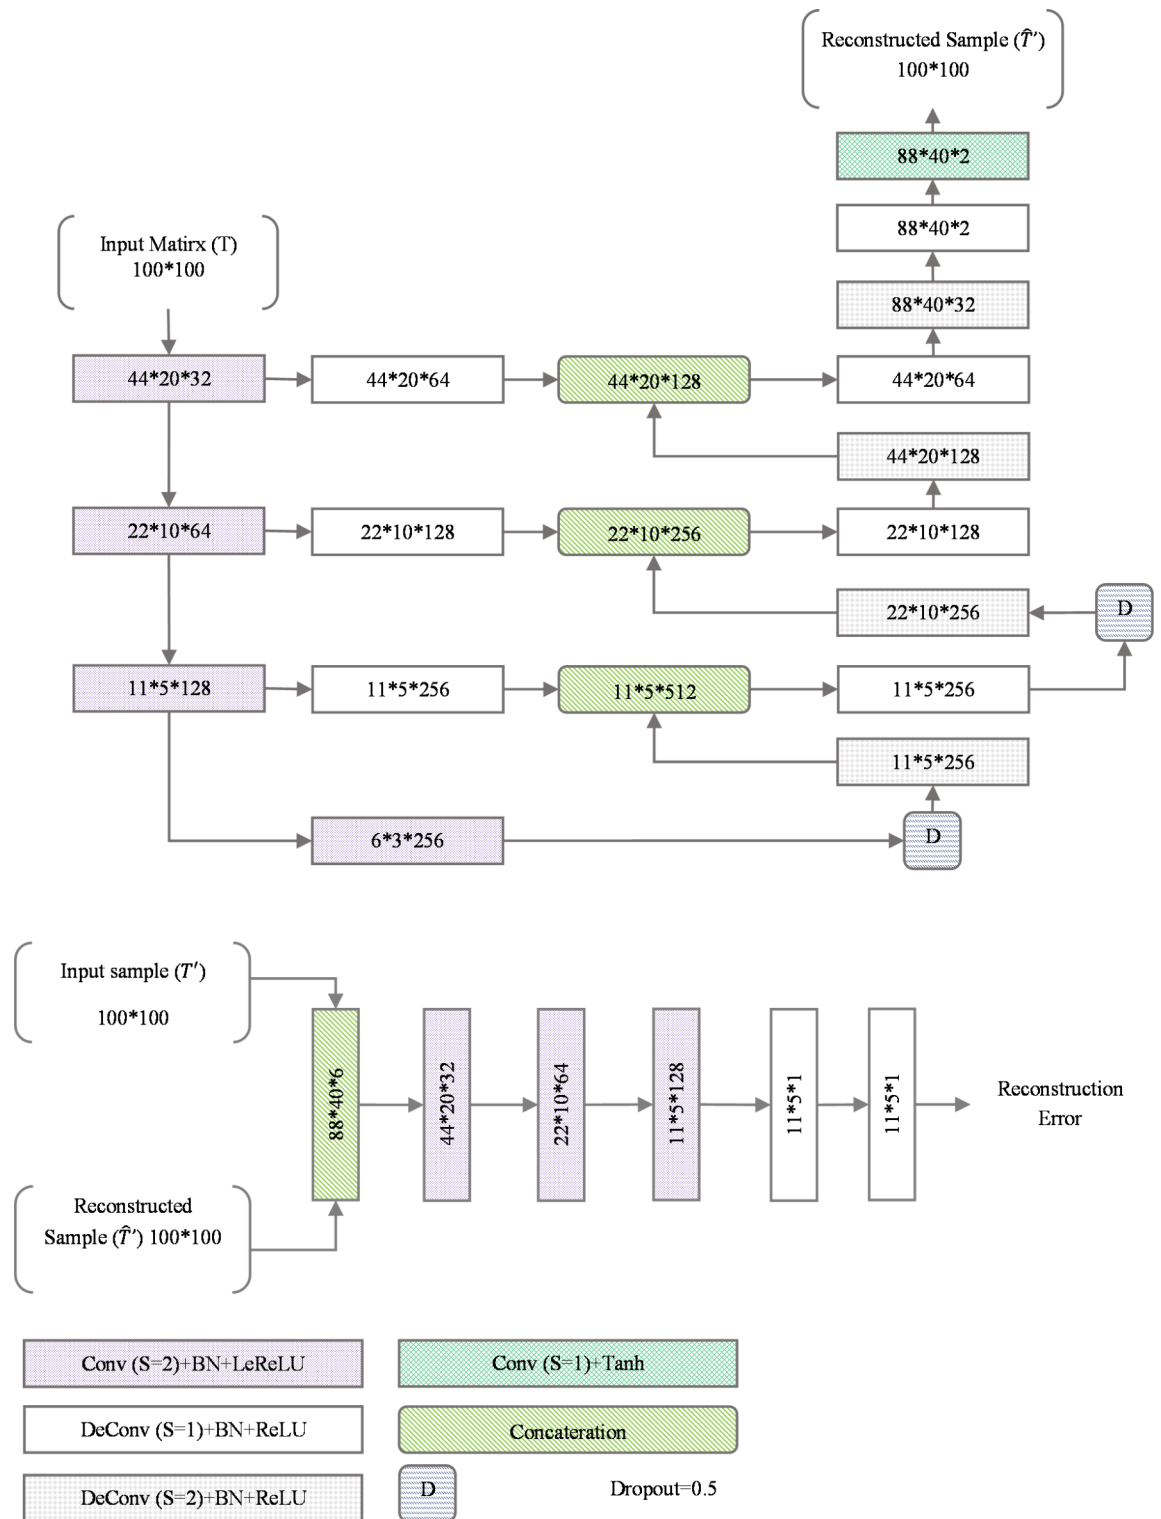 Reconstructed Sample (T̂′)
100*100
88*40*2
88*40*2
Input Matirx (T)
100*100
88*40*32
44*20*32
44*20*64
44*20*128
44*20*64
44*20*128
22*10*64
22*10*128
22*10*256
22*10*128
22*10*256
D
11*5*128
11*5*256
11*5*512
11*5*256
11*5*256
6*3*256
D
Input sample (T′)
100*100
88*40*6
44*20*32
22*10*64
11*5*128
11*5*1
11*5*1
Reconstruction
Error
Reconstructed
Sample (T̂′) 100*100
Conv (S=2)+BN+LeReLU
Conv (S=1)+Tanh
DeConv (S=1)+BN+ReLU
Concateration
DeConv (S=2)+BN+ReLU
D
Dropout=0.5